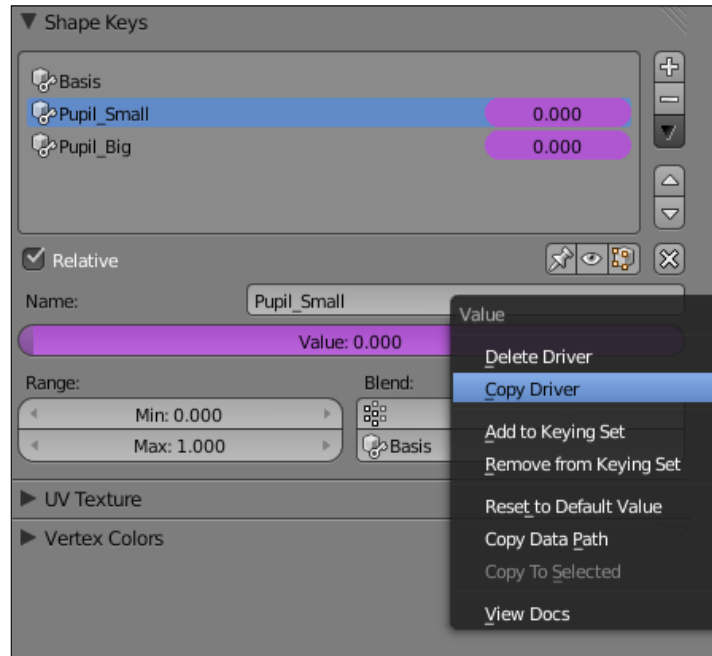 Shape Keys
Basis
Pupil_Small 0.000
Pupil_Big 0.000
Relative
Name: Pupil_Small
Value: 0.000
Range: Blend:
Min: 0.000
Max: 1.000 Basis
UV Texture
Vertex Colors
Value
Delete Driver
Copy Driver
Add to Keying Set
Remove from Keying Set
Reset to Default Value
Copy Data Path
Copy To Selected
View Docs